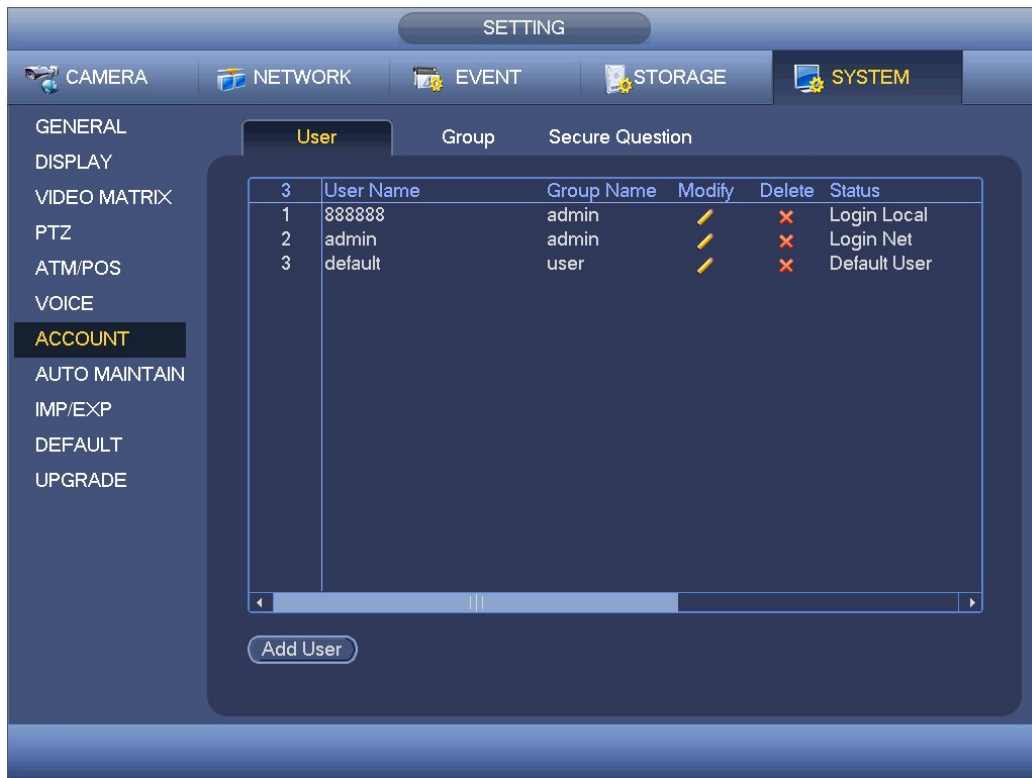 SETTING
CAMERA NETWORK EVENT STORAGE SYSTEM
GENERAL
DISPLAY
VIDEO MATRIX
PTZ
ATM/POS
VOICE
ACCOUNT
AUTO MAINTAIN
IMP/EXP
DEFAULT
UPGRADE
User Group Secure Question
3 User Name Group Name Modify Delete Status
1 888888 admin Login Local
2 admin admin Login Net
3 default user Default User
Add User